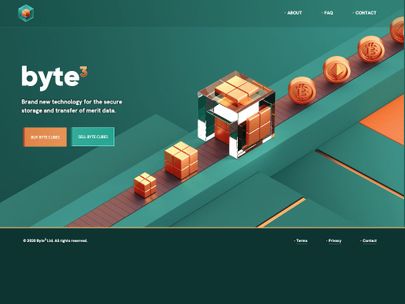 · ABOUT
· FAQ
· CONTACT
byte³
Brand new technology for the secure
storage and transfer of merit data.
BUY BYTE CUBES
SELL BYTE CUBES
© 2020 Byte³ Ltd. All rights reserved.
· Terms
· Privacy
· Contact